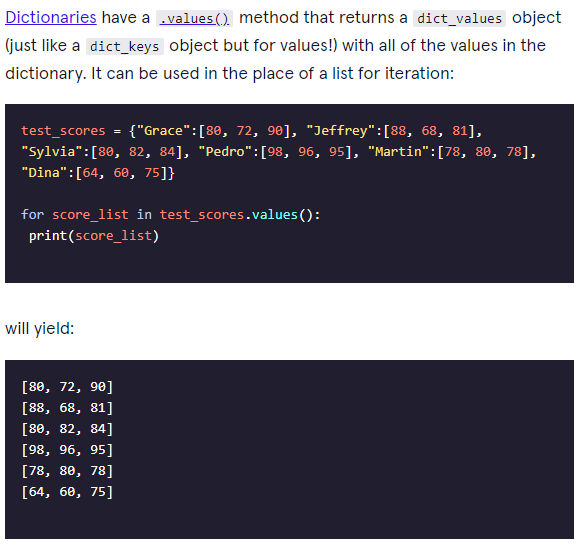 Dictionaries have a .values() method that returns a dict_values object
(just like a dict_keys object but for values!) with all of the values in the
dictionary. It can be used in the place of a list for iteration:
test_scores = {"Grace":[80, 72, 90], "Jeffrey":[88, 68, 81],
"Sylvia":[80, 82, 84], "Pedro":[98, 96, 95], "Martin":[78, 80, 78],
"Dina":[64, 60, 75]}
for score_list in test_scores.values():
 print(score_list)
will yield:
[80, 72, 90]
[88, 68, 81]
[80, 82, 84]
[98, 96, 95]
[78, 80, 78]
[64, 60, 75]